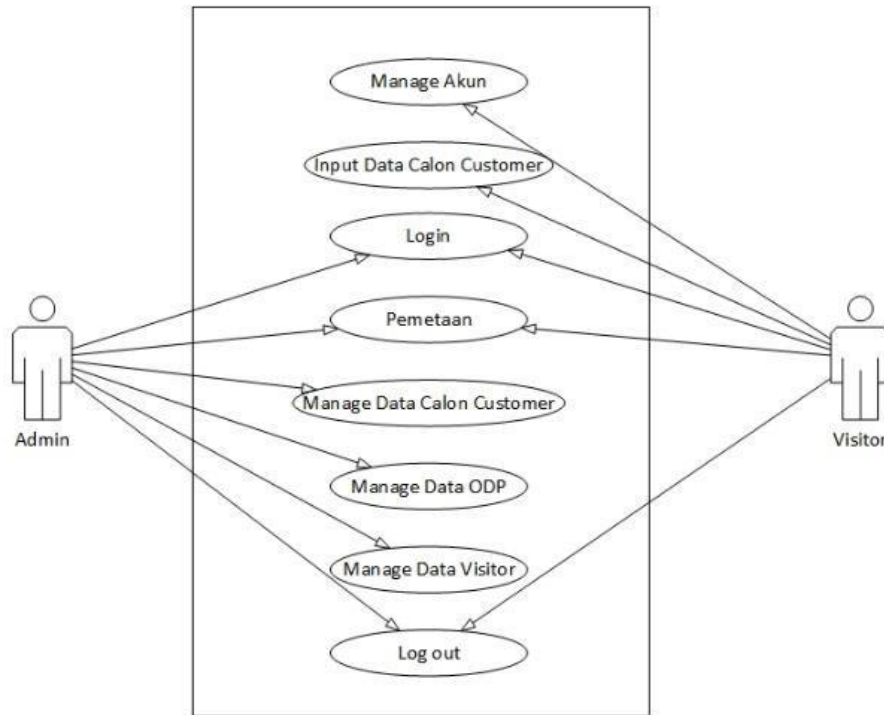 Manage Akun
Input Data Calon Customer
Login
Pemetaan
Manage Data Calon Customer
Admin
Visitor
Manage Data ODP
Manage Data Visitor
Log out